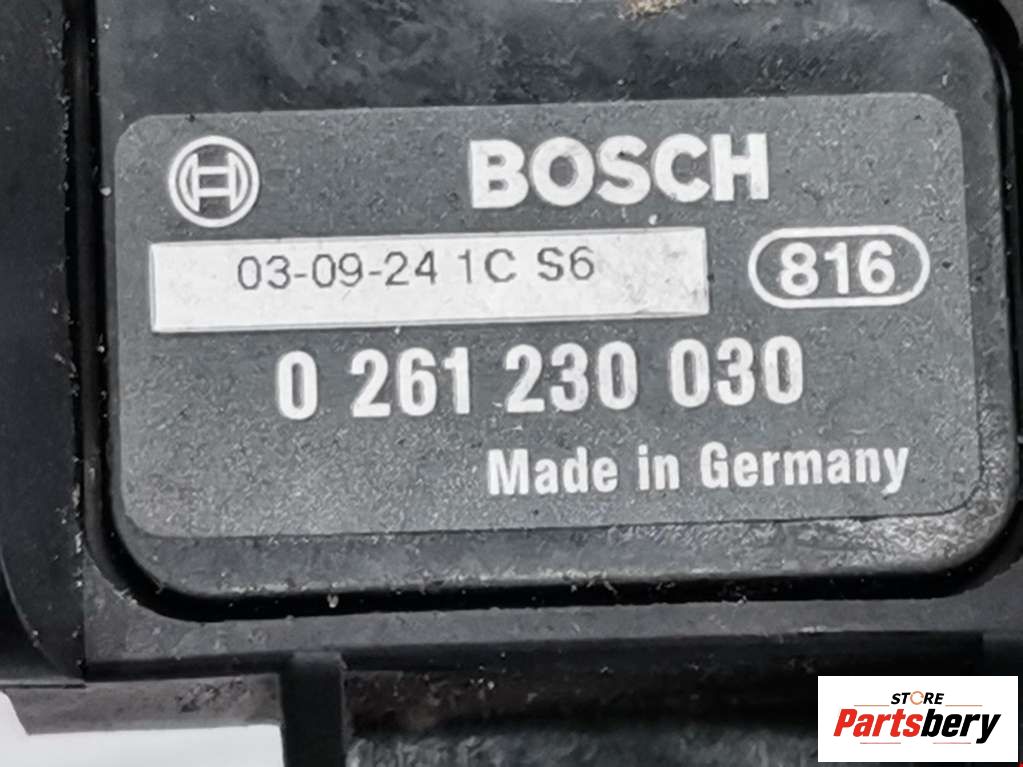 BOSCH
03-09-24 1C S6
816
0 261 230 030
Made in Germany
STORE
Partsbery